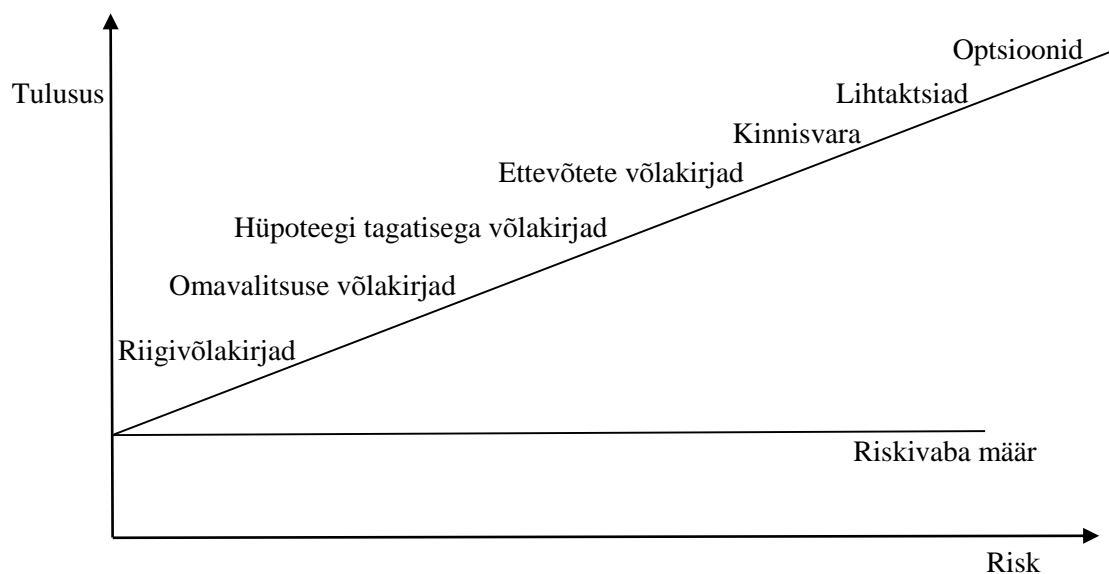 Optsioonid
Tulusus
Lihtaktsiad
Kinnisvara
Ettevõtete võlakirjad
Hüpoteegi tagatisega võlakirjad
Omavalitsuse võlakirjad
Riigivõlakirjad
Riskivaba määr
Risk